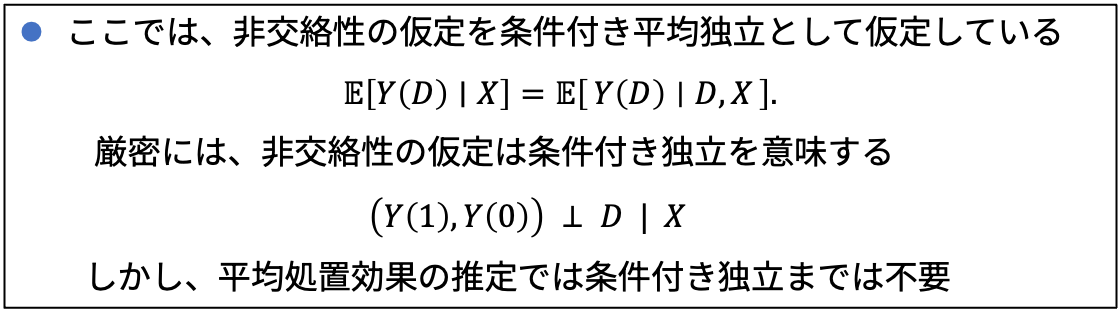 ● ここでは、非交絡性の仮定を条件付き平均独立として仮定している
𝔼[Y(D) | X] = 𝔼[ Y(D) | D, X ].
厳密には、非交絡性の仮定は条件付き独立を意味する
(Y(1), Y(0)) ⊥ D | X
しかし、平均処置効果の推定では条件付き独立までは不要